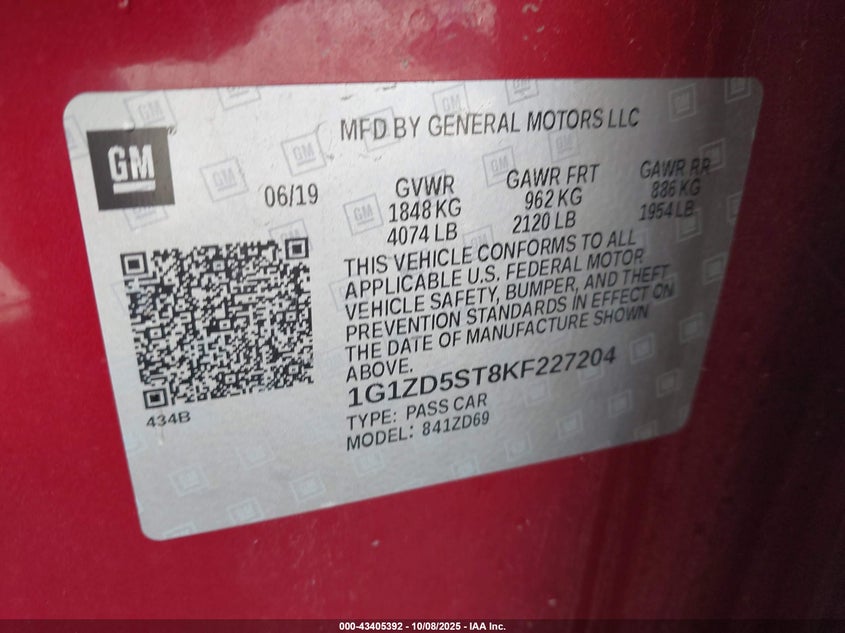 MFD BY GENERAL MOTORS LLC
GM
06/19
GVWR
1848 KG
4074 LB
GAWR FRT
962 KG
2120 LB
GAWR RR
886 KG
1954 LB
THIS VEHICLE CONFORMS TO ALL
APPLICABLE U.S. FEDERAL MOTOR
VEHICLE SAFETY, BUMPER, AND THEFT
PREVENTION STANDARDS IN EFFECT ON
THE DATE OF MANUFACTURE SHOWN
ABOVE.
1G1ZD5ST8KF227204
TYPE: PASS CAR
MODEL: 841ZD69
434B
000-43405392 - 10/08/2025 - IAA Inc.